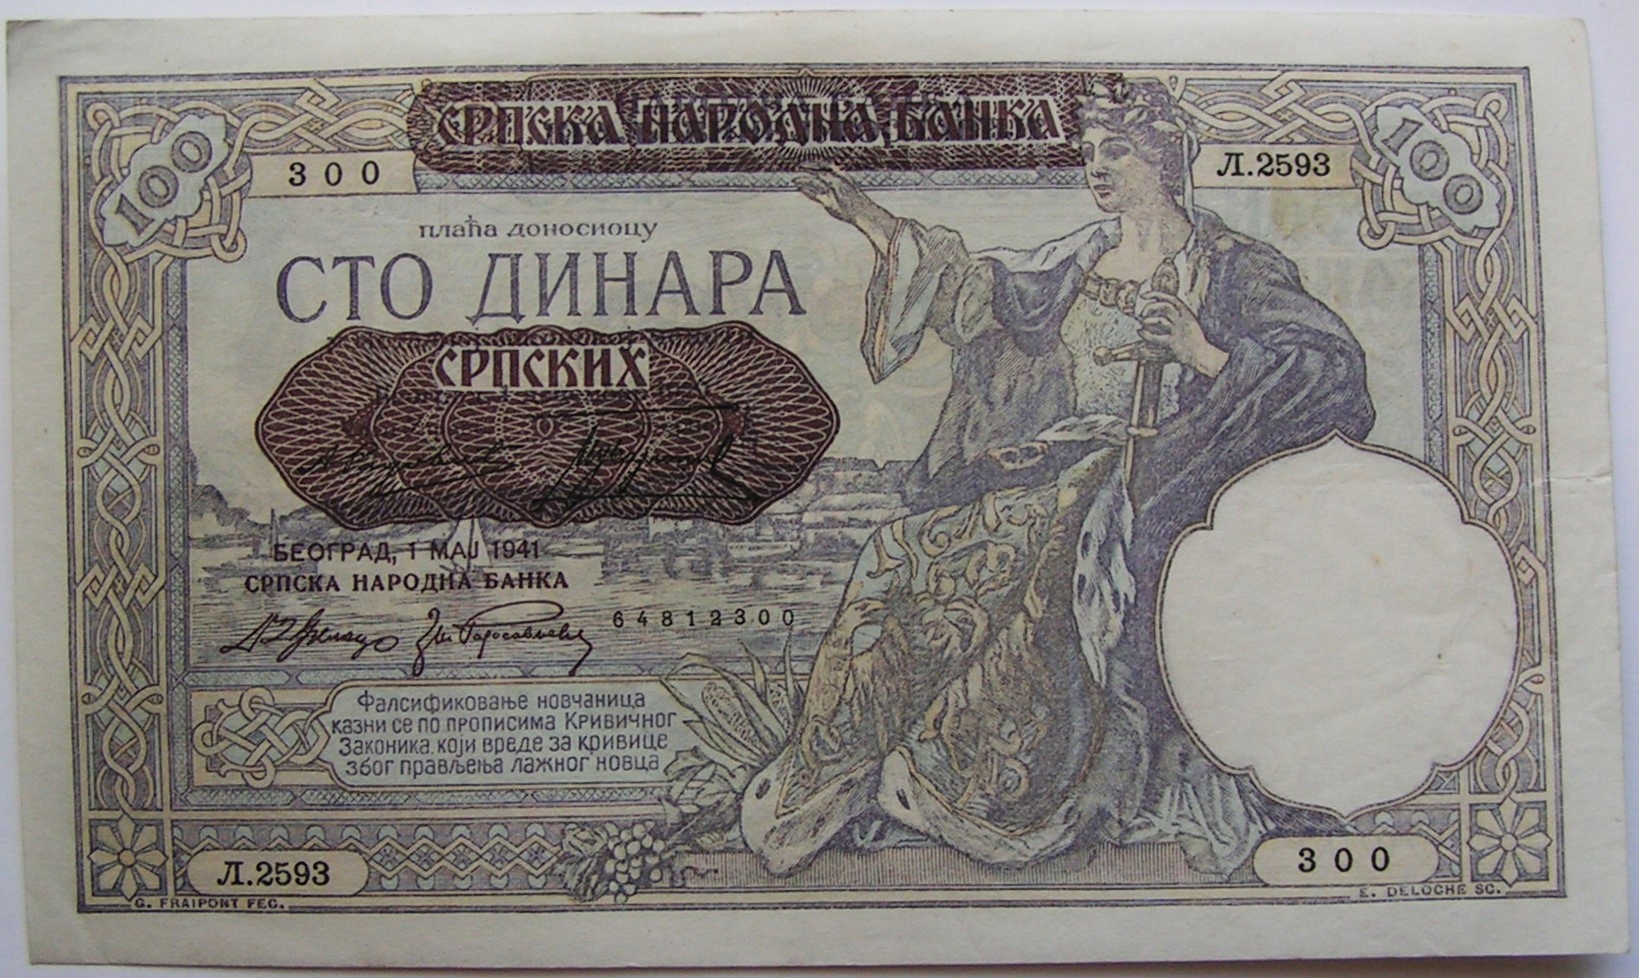 СРПСКА НАРОДНА БАНКА
100
100
300
Л.2593
плаћа доносиоцу
СТО ДИНАРА
СРПСКИХ
БЕОГРАД, 1 МАЈ 1941
СРПСКА НАРОДНА БАНКА
64812300
Фалсификовање новчаница
казни се по прописима Кривичног
Законика, који вреде за кривице
због прављења лажног новца
Л.2593
300
G. FRAIPONT FEC.
E. DELOCHE SC.